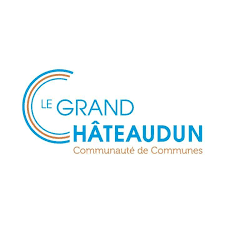 LE GRAND
CHÂTEAUDUN
Communauté de Communes